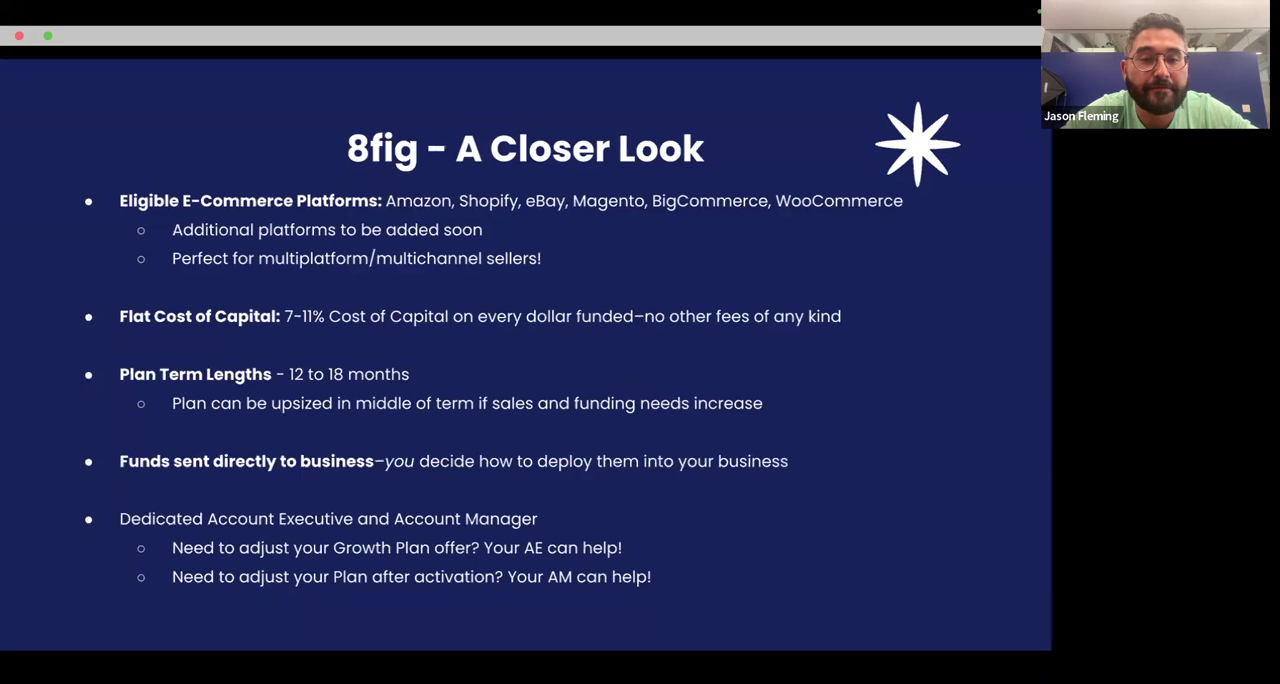 8fig - A Closer Look
● Eligible E-Commerce Platforms: Amazon, Shopify, eBay, Magento, BigCommerce, WooCommerce
○ Additional platforms to be added soon
○ Perfect for multiplatform/multichannel sellers!
● Flat Cost of Capital: 7-11% Cost of Capital on every dollar funded–no other fees of any kind
● Plan Term Lengths - 12 to 18 months
○ Plan can be upsized in middle of term if sales and funding needs increase
● Funds sent directly to business–you decide how to deploy them into your business
● Dedicated Account Executive and Account Manager
○ Need to adjust your Growth Plan offer? Your AE can help!
○ Need to adjust your Plan after activation? Your AM can help!
Jason Fleming